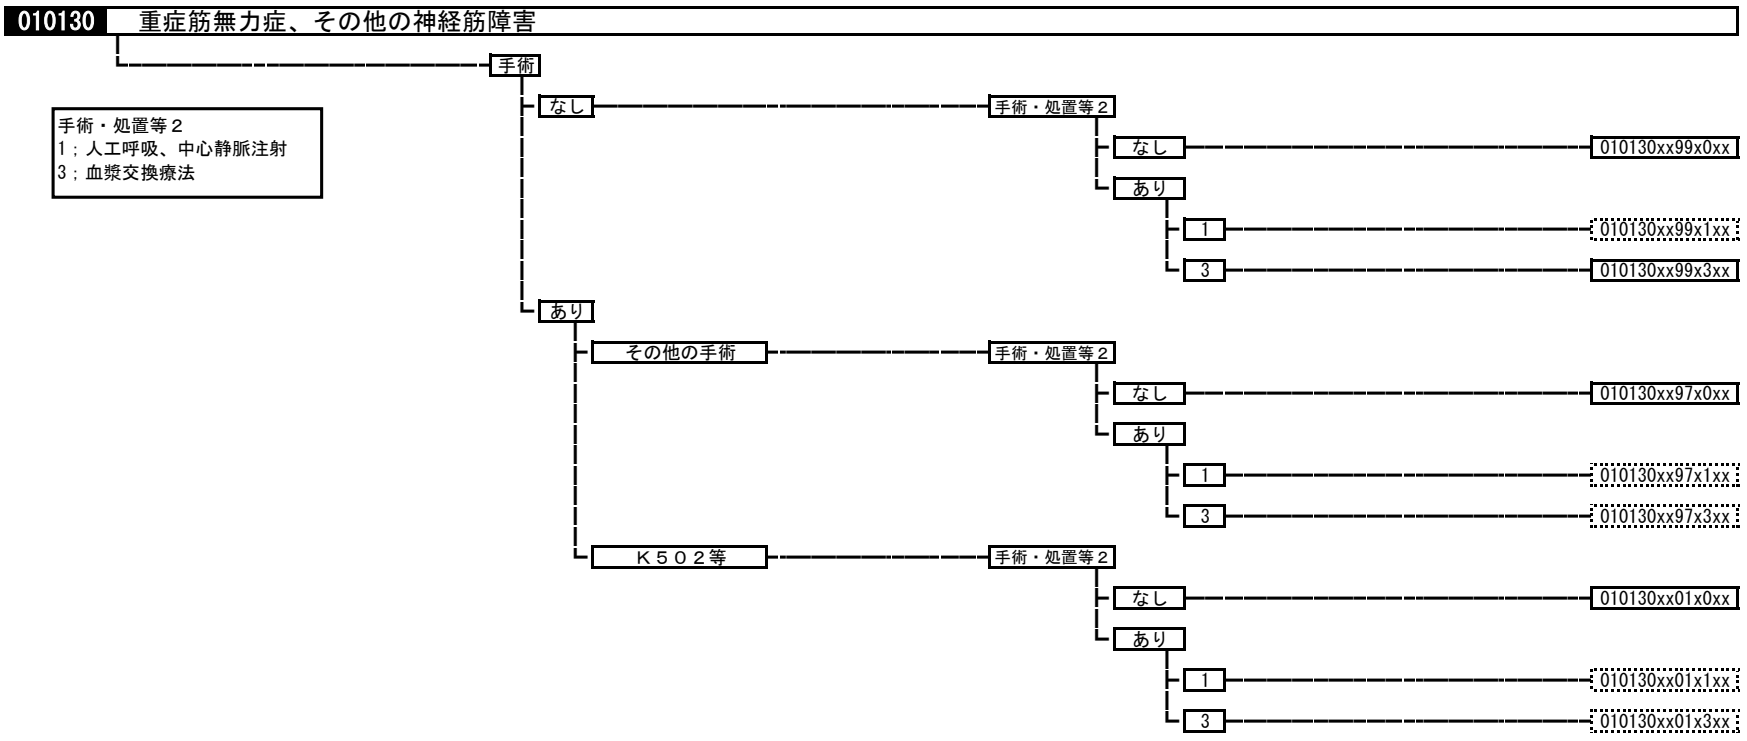 010130 重症筋無力症、その他の神経筋障害
手術
なし 手術・処置等2
手術・処置等2
1;人工呼吸、中心静脈注射
3;血漿交換療法
なし 010130xx99x0xx
あり
1 010130xx99x1xx
3 010130xx99x3xx
あり
その他の手術 手術・処置等2
なし 010130xx97x0xx
あり
1 010130xx97x1xx
3 010130xx97x3xx
K502等 手術・処置等2
なし 010130xx01x0xx
あり
1 010130xx01x1xx
3 010130xx01x3xx